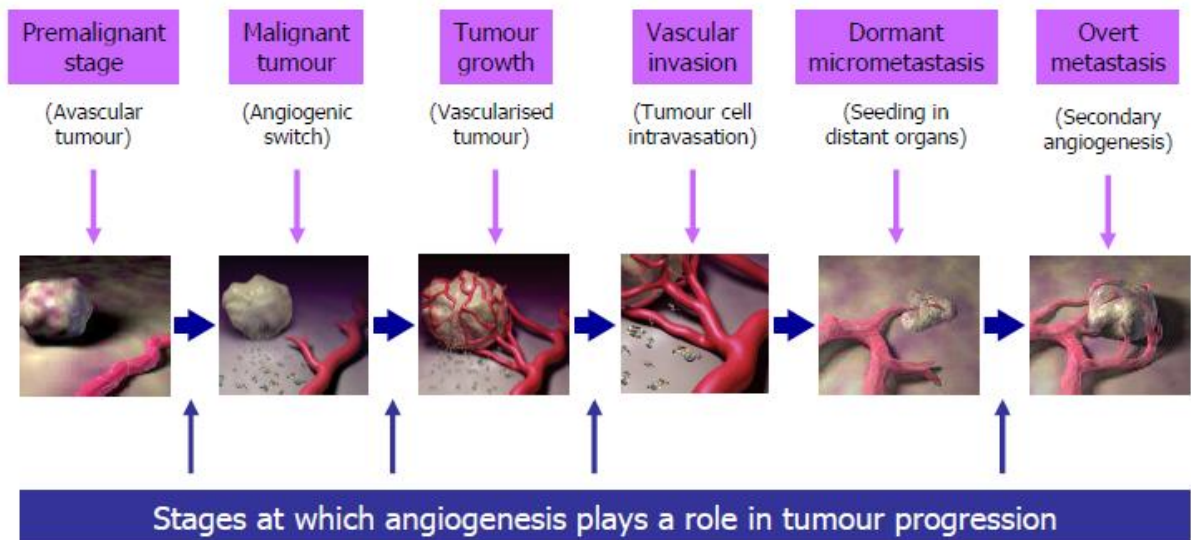 Premalignant
stage
Malignant
tumour
Tumour
growth
Vascular
invasion
Dormant
micrometastasis
Overt
metastasis
(Avascular
tumour)
(Angiogenic
switch)
(Vascularised
tumour)
(Tumour cell
intravasation)
(Seeding in
distant organs)
(Secondary
angiogenesis)
Stages at which angiogenesis plays a role in tumour progression